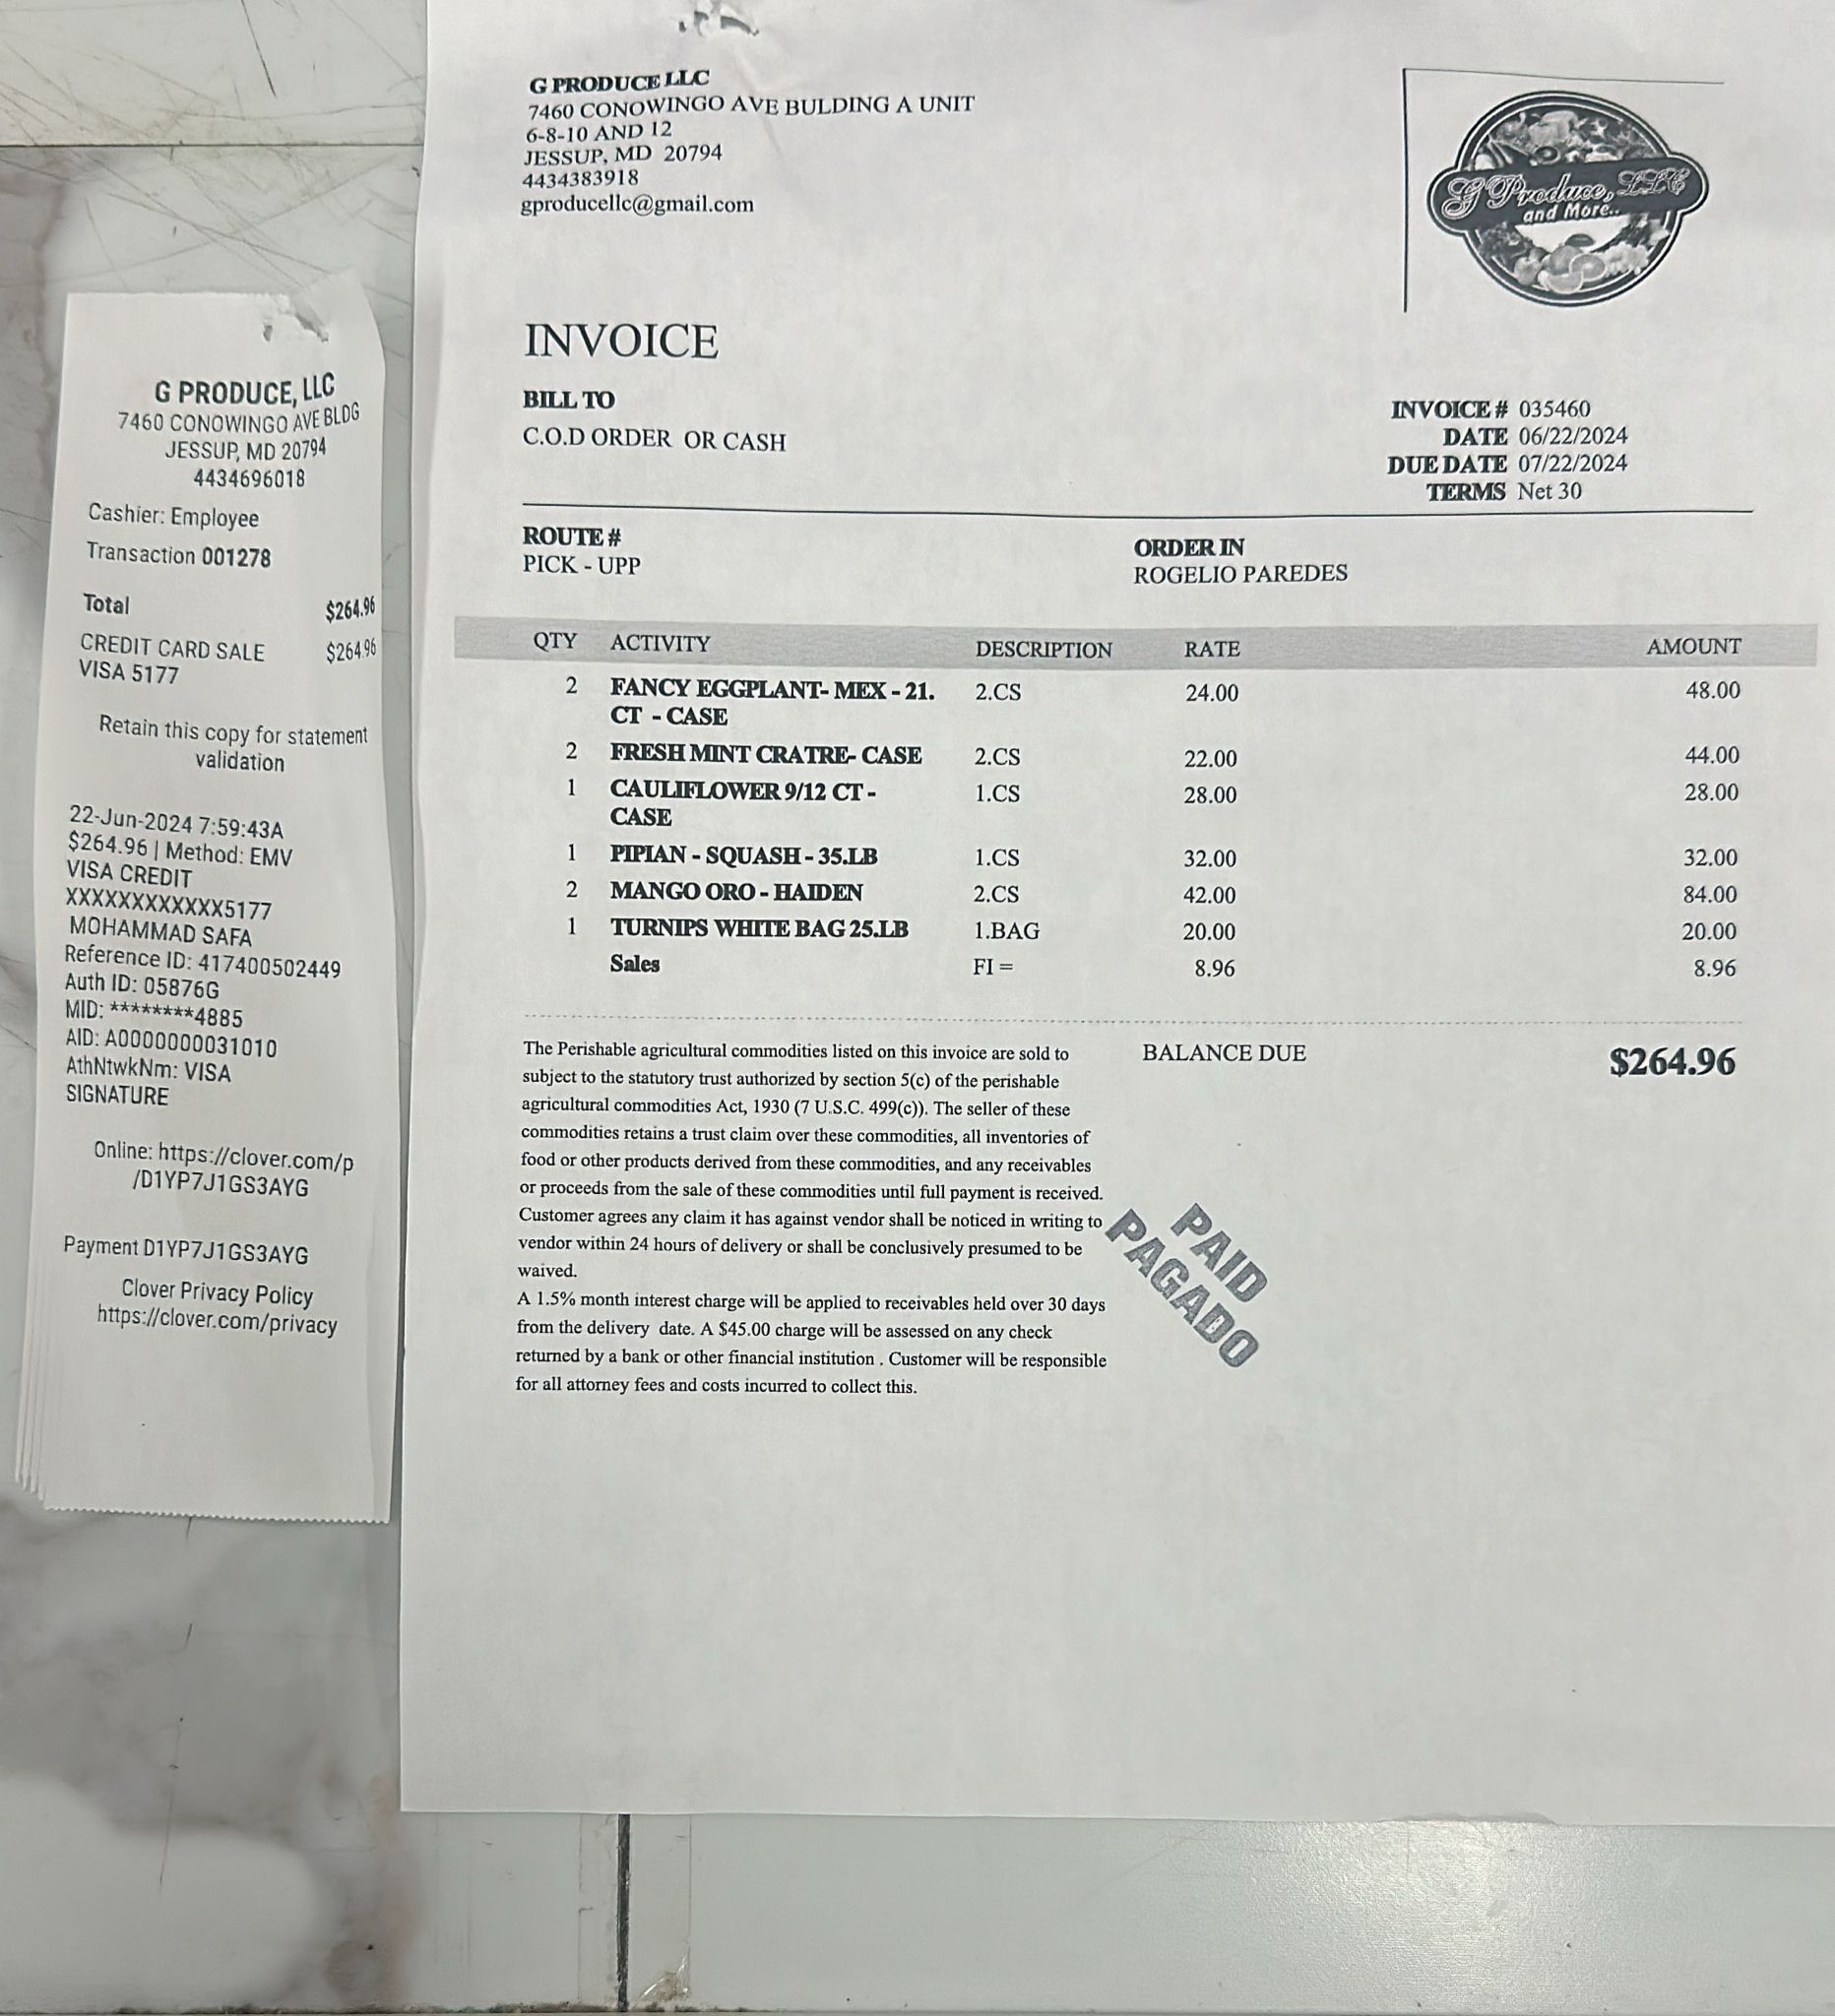 G PRODUCE, LLC
7460 CONOWINGO AVE BLDG
JESSUP, MD 20794
4434696018
Cashier: Employee
Transaction 001278
Total $264.96
CREDIT CARD SALE $264.96
VISA 5177
Retain this copy for statement
validation
22-Jun-2024 7:59:43A
$264.96 | Method: EMV
VISA CREDIT
XXXXXXXXXXXX5177
MOHAMMAD SAFA
Reference ID: 417400502449
Auth ID: 05876G
MID: ********4885
AID: A0000000031010
AthNtwkNm: VISA
SIGNATURE
Online: https://clover.com/p
/D1YP7J1GS3AYG
Payment D1YP7J1GS3AYG
Clover Privacy Policy
https://clover.com/privacy
G PRODUCE LLC
7460 CONOWINGO AVE BULDING A UNIT
6-8-10 AND 12
JESSUP, MD 20794
4434383918
gproducellc@gmail.com
G Produce, LLC
and More..
INVOICE
BILL TO
C.O.D ORDER OR CASH
INVOICE # 035460
DATE 06/22/2024
DUE DATE 07/22/2024
TERMS Net 30
ROUTE #
PICK - UPP
ORDER IN
ROGELIO PAREDES
QTY ACTIVITY DESCRIPTION RATE AMOUNT
2 FANCY EGGPLANT- MEX - 21. 2.CS 24.00 48.00
CT - CASE
2 FRESH MINT CRATRE- CASE 2.CS 22.00 44.00
1 CAULIFLOWER 9/12 CT - 1.CS 28.00 28.00
CASE
1 PIPIAN - SQUASH - 35.LB 1.CS 32.00 32.00
2 MANGO ORO - HAIDEN 2.CS 42.00 84.00
1 TURNIPS WHITE BAG 25.LB 1.BAG 20.00 20.00
Sales FI = 8.96 8.96
The Perishable agricultural commodities listed on this invoice are sold to
subject to the statutory trust authorized by section 5(c) of the perishable
agricultural commodities Act, 1930 (7 U.S.C. 499(c)). The seller of these
commodities retains a trust claim over these commodities, all inventories of
food or other products derived from these commodities, and any receivables
or proceeds from the sale of these commodities until full payment is received.
Customer agrees any claim it has against vendor shall be noticed in writing to
vendor within 24 hours of delivery or shall be conclusively presumed to be
waived.
A 1.5% month interest charge will be applied to receivables held over 30 days
from the delivery date. A $45.00 charge will be assessed on any check
returned by a bank or other financial institution . Customer will be responsible
for all attorney fees and costs incurred to collect this.
BALANCE DUE $264.96
PAID
PAGADO